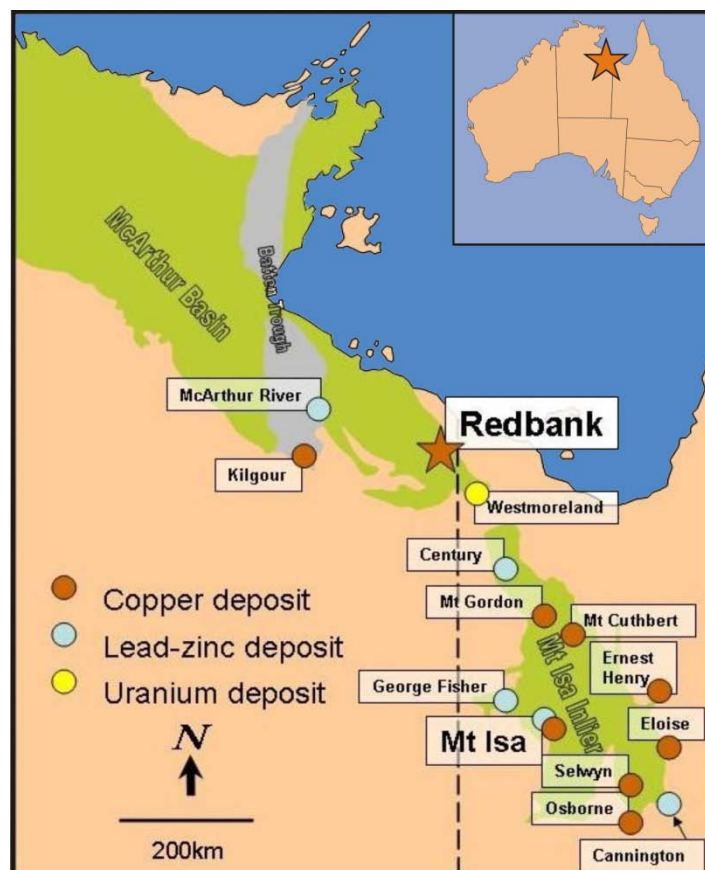 McArthur Basin
Batten Trough
McArthur River
Redbank
Kilgour
Westmoreland
Century
Copper deposit
Mt Gordon
Mt Cuthbert
Lead-zinc deposit
Mt Isa Inlier
Ernest
Henry
Uranium deposit
George Fisher
Eloise
N
Mt Isa
Selwyn
Osborne
200km
Cannington